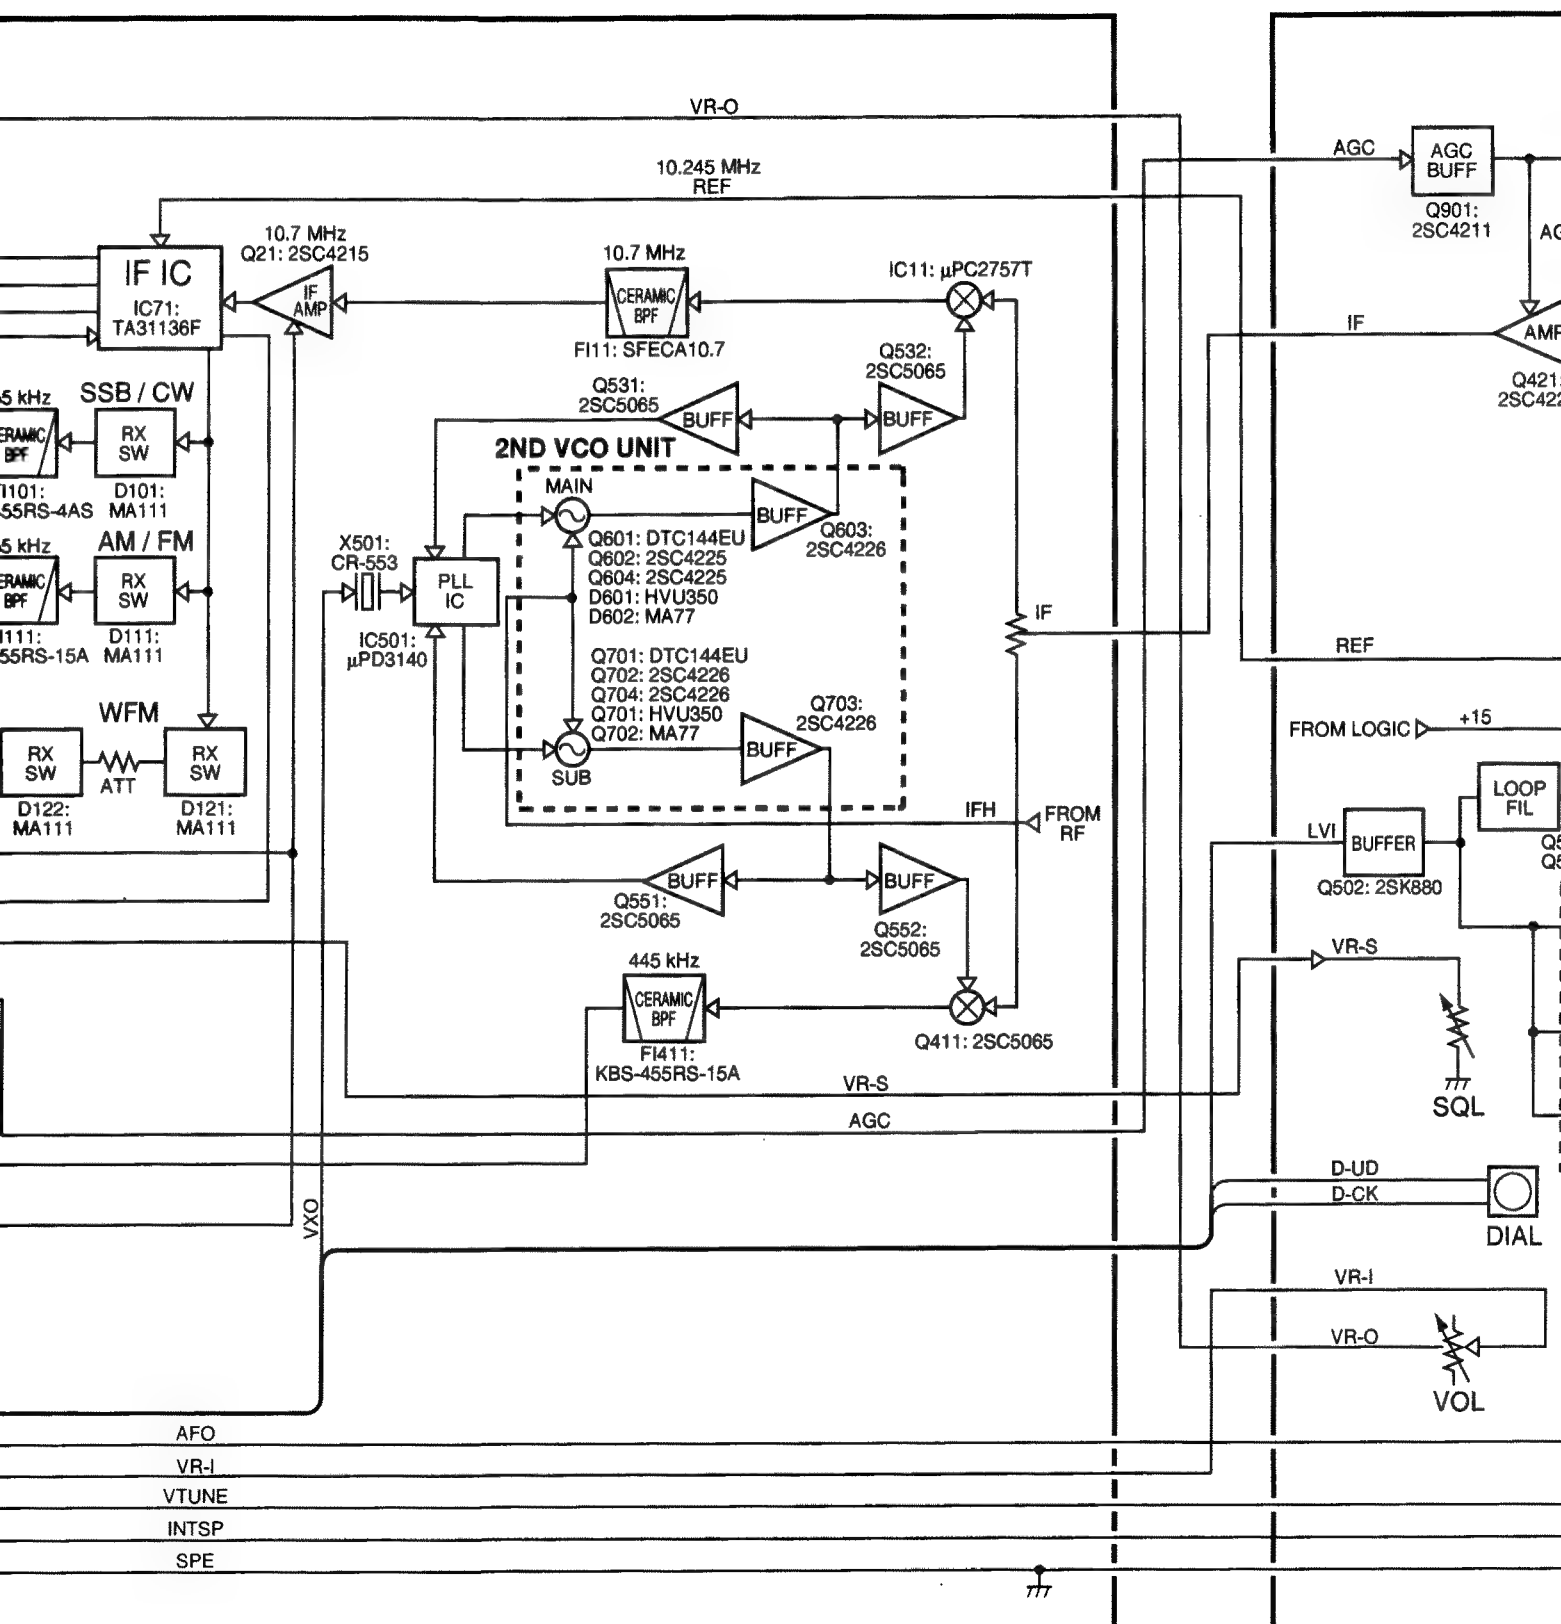 VR-O
10.245 MHz
REF
AGC
AGC
BUFF
Q901:
2SC4211
10.7 MHz
Q21: 2SC4215
IF
AMP
IF IC
IC71:
TA31136F
10.7 MHz
CERAMIC
BPF
FI11: SFECA10.7
IC11: µPC2757T
IF
AMP
Q421:
Q532:
2SC5065
BUFF
Q531:
2SC5065
BUFF
SSB / CW
kHz
RX
SW
BPF
D101:
MA111
55RS-4AS
2ND VCO UNIT
MAIN
BUFF
Q603:
2SC4226
Q601: DTC144EU
Q602: 2SC4225
Q604: 2SC4225
D601: HVU350
D602: MA77
AM / FM
kHz
RX
SW
BPF
D111:
MA111
55RS-15A
X501:
CR-553
PLL
IC
IC501:
µPD3140
IF
REF
Q701: DTC144EU
Q702: 2SC4226
Q704: 2SC4226
Q701: HVU350
Q702: MA77
Q703:
2SC4226
BUFF
SUB
WFM
RX
SW
ATT
RX
SW
D122:
MA111
D121:
MA111
FROM LOGIC
+15
LOOP
FIL
IFH
FROM
RF
LVI
BUFFER
Q502: 2SK880
BUFF
Q551:
2SC5065
BUFF
Q552:
2SC5065
445 kHz
CERAMIC
BPF
FI411:
KBS-455RS-15A
Q411: 2SC5065
VR-S
SQL
VR-S
AGC
VXO
D-UD
D-CK
DIAL
VR-I
VR-O
VOL
AFO
VR-I
VTUNE
INTSP
SPE